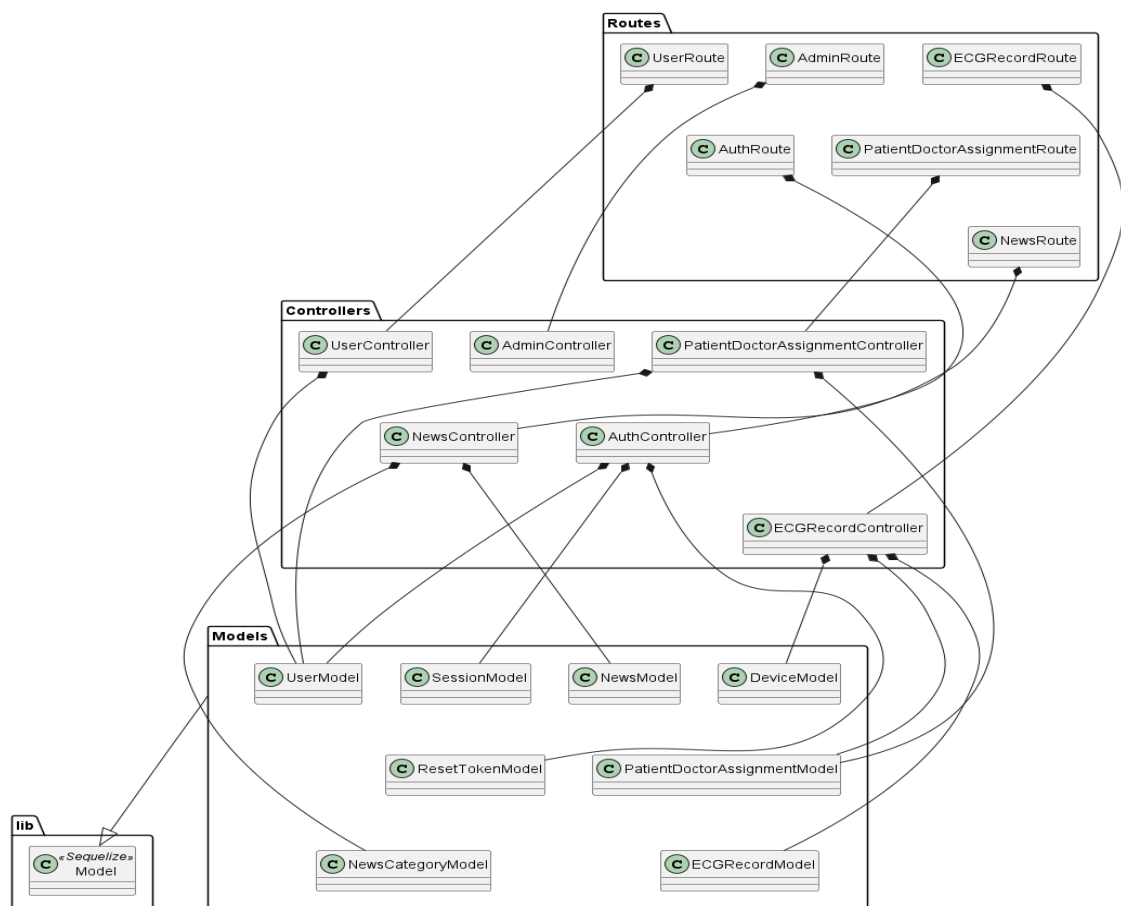 Routes
C UserRoute
C AdminRoute
C ECGRecordRoute
C AuthRoute
C PatientDoctorAssignmentRoute
C NewsRoute
Controllers
C UserController
C AdminController
C PatientDoctorAssignmentController
C NewsController
C AuthController
C ECGRecordController
Models
C UserModel
C SessionModel
C NewsModel
C DeviceModel
C ResetTokenModel
C PatientDoctorAssignmentModel
lib
C «Sequelize»
Model
C NewsCategoryModel
C ECGRecordModel